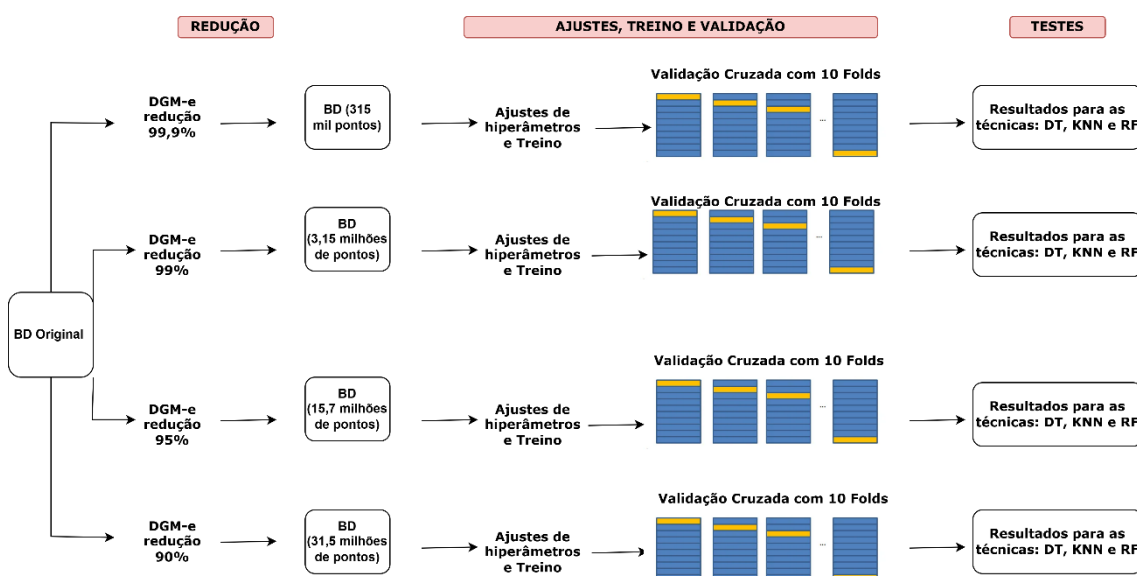 REDUÇÃO
AJUSTES, TREINO E VALIDAÇÃO
TESTES
DGM-e
redução
99,9%
BD (315
mil pontos)
Ajustes de
hiperâmetros
e Treino
Validação Cruzada com 10 Folds
...
Resultados para as
técnicas: DT, KNN e RF
DGM-e
redução
99%
BD
(3,15 milhões
de pontos)
Ajustes de
hiperâmetros
e Treino
Validação Cruzada com 10 Folds
...
Resultados para as
técnicas: DT, KNN e RF
BD Original
DGM-e
redução
95%
BD
(15,7 milhões
de pontos)
Ajustes de
hiperâmetros
e Treino
Validação Cruzada com 10 Folds
...
Resultados para as
técnicas: DT, KNN e RF
DGM-e
redução
90%
BD
(31,5 milhões
de pontos)
Ajustes de
hiperâmetros
e Treino
Validação Cruzada com 10 Folds
...
Resultados para as
técnicas: DT, KNN e RF